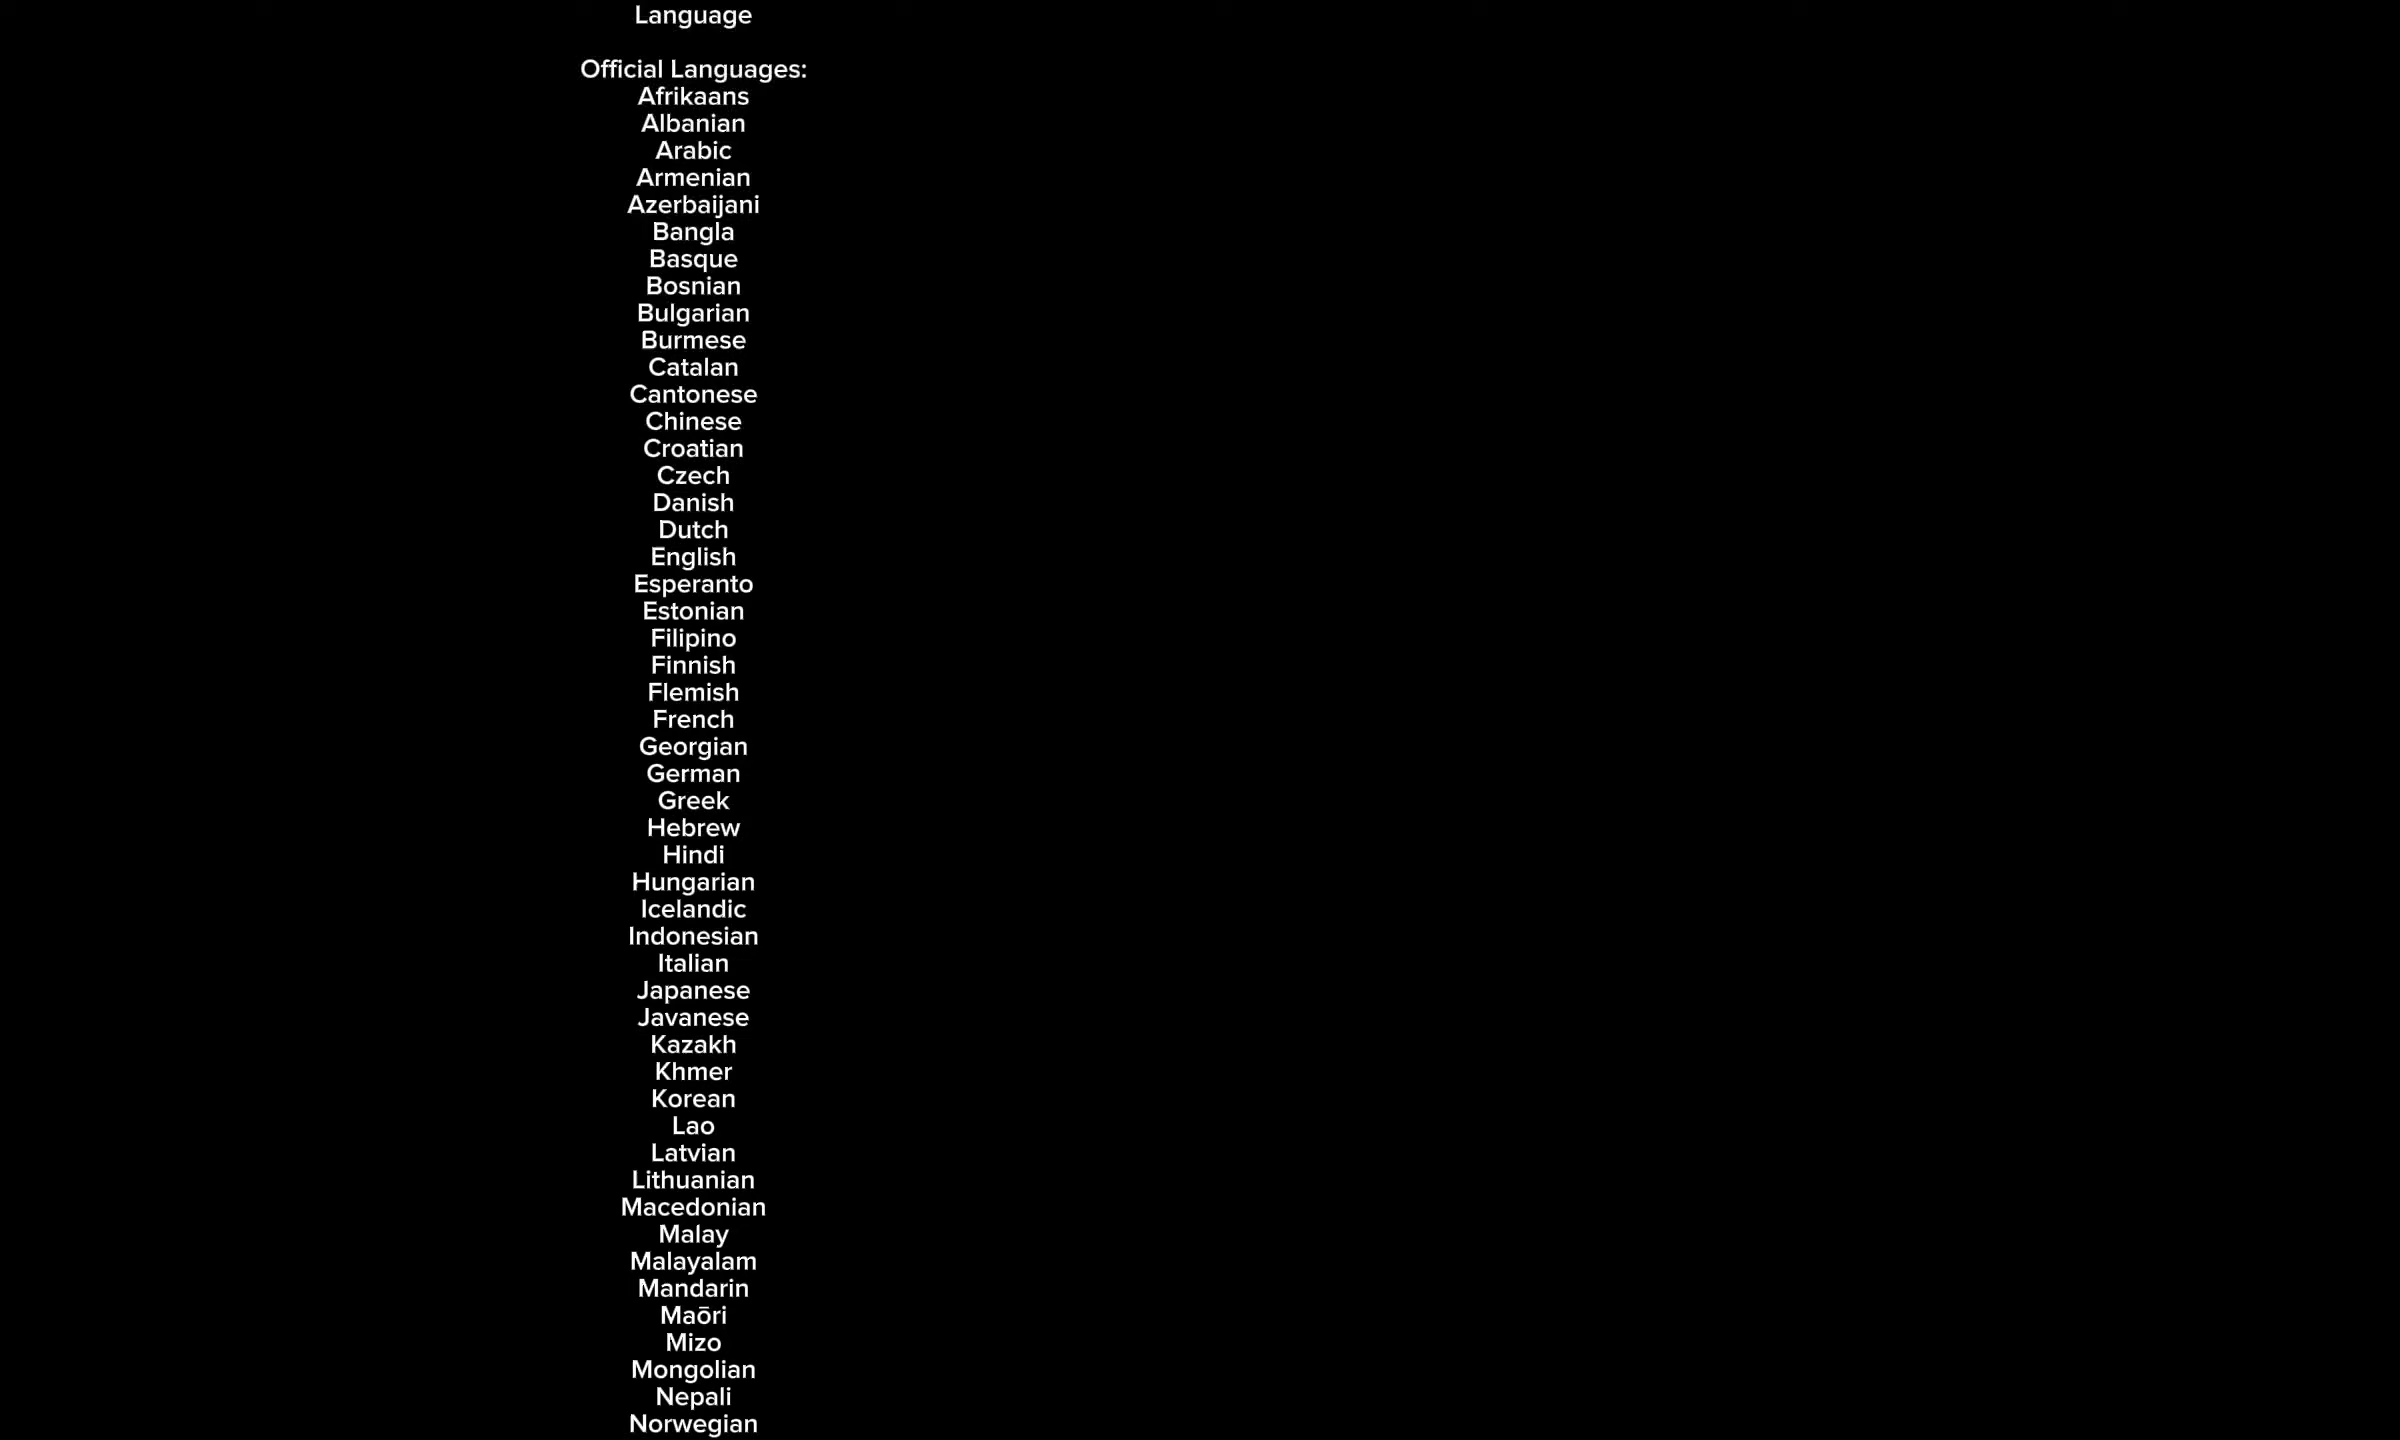 Language
Official Languages:
Afrikaans
Albanian
Arabic
Armenian
Azerbaijani
Bangla
Basque
Bosnian
Bulgarian
Burmese
Catalan
Cantonese
Chinese
Croatian
Czech
Danish
Dutch
English
Esperanto
Estonian
Filipino
Finnish
Flemish
French
Georgian
German
Greek
Hebrew
Hindi
Hungarian
Icelandic
Indonesian
Italian
Japanese
Javanese
Kazakh
Khmer
Korean
Lao
Latvian
Lithuanian
Macedonian
Malay
Malayalam
Mandarin
Maōri
Mizo
Mongolian
Nepali
Norwegian